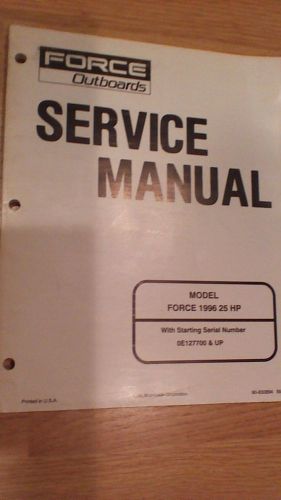 FORCE
Outboards
SERVICE
MANUAL
MODEL
FORCE 1996 25 HP
With Starting Serial Number
0E127700 & UP
Printed in U.S.A.